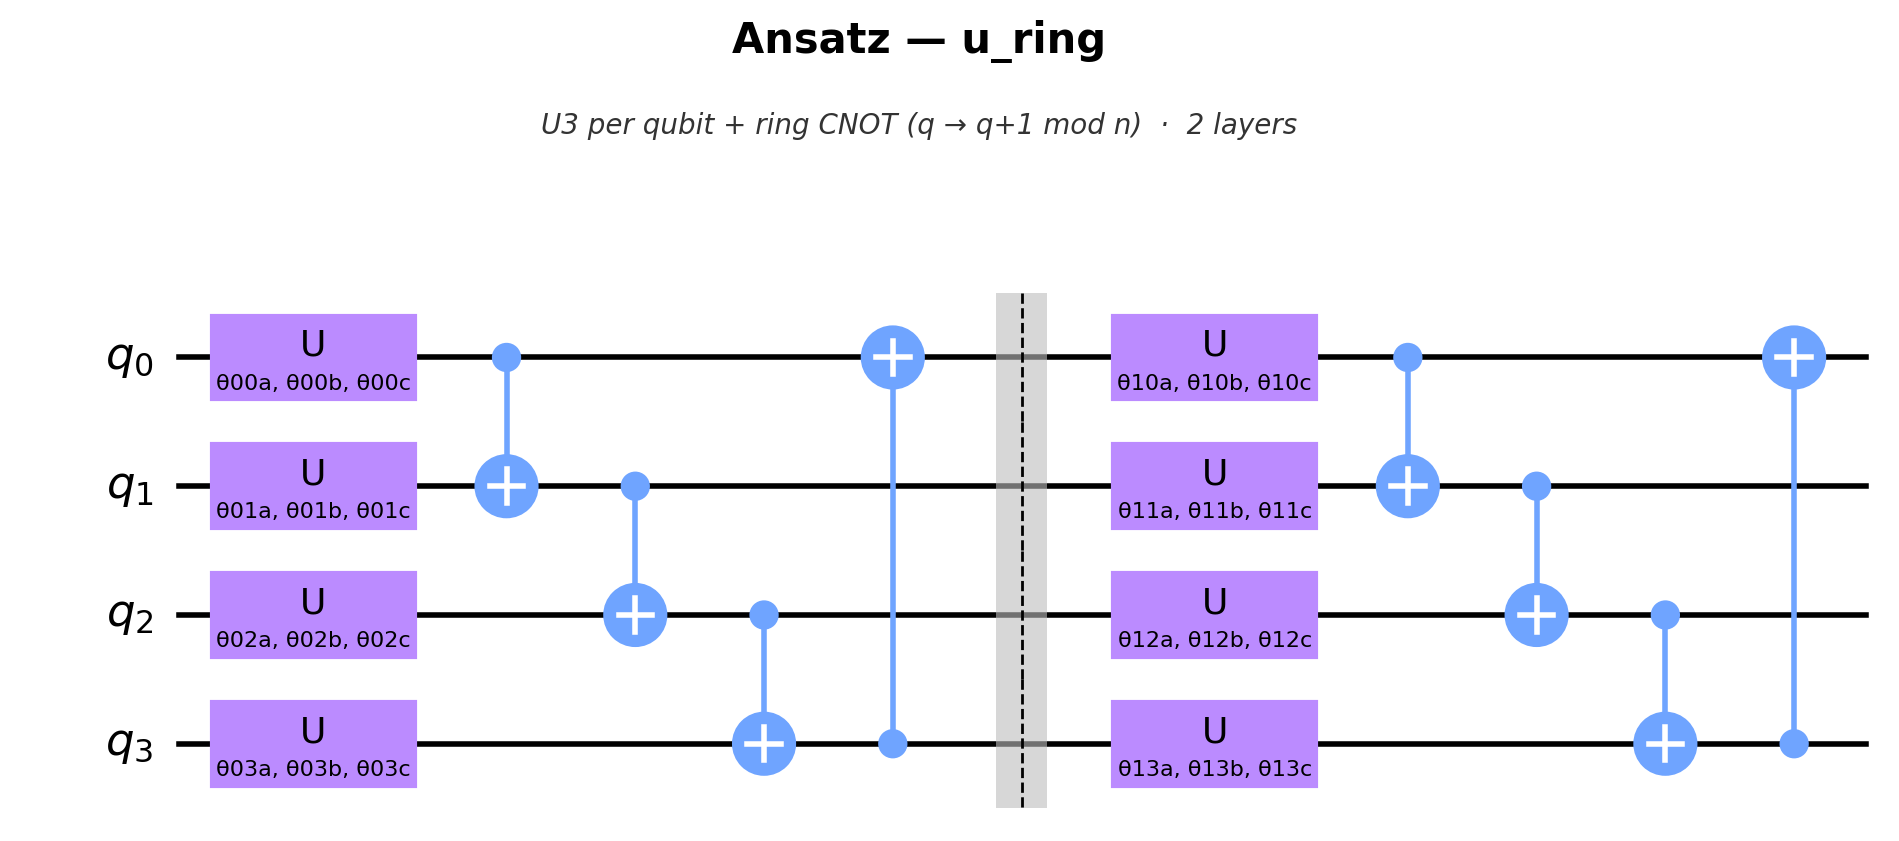 Ansatz — u_ring
U3 per qubit + ring CNOT (q → q+1 mod n) · 2 layers
q0 U U
θ00a, θ00b, θ00c θ10a, θ10b, θ10c
q1 U U
θ01a, θ01b, θ01c θ11a, θ11b, θ11c
q2 U U
θ02a, θ02b, θ02c θ12a, θ12b, θ12c
q3 U U
θ03a, θ03b, θ03c θ13a, θ13b, θ13c